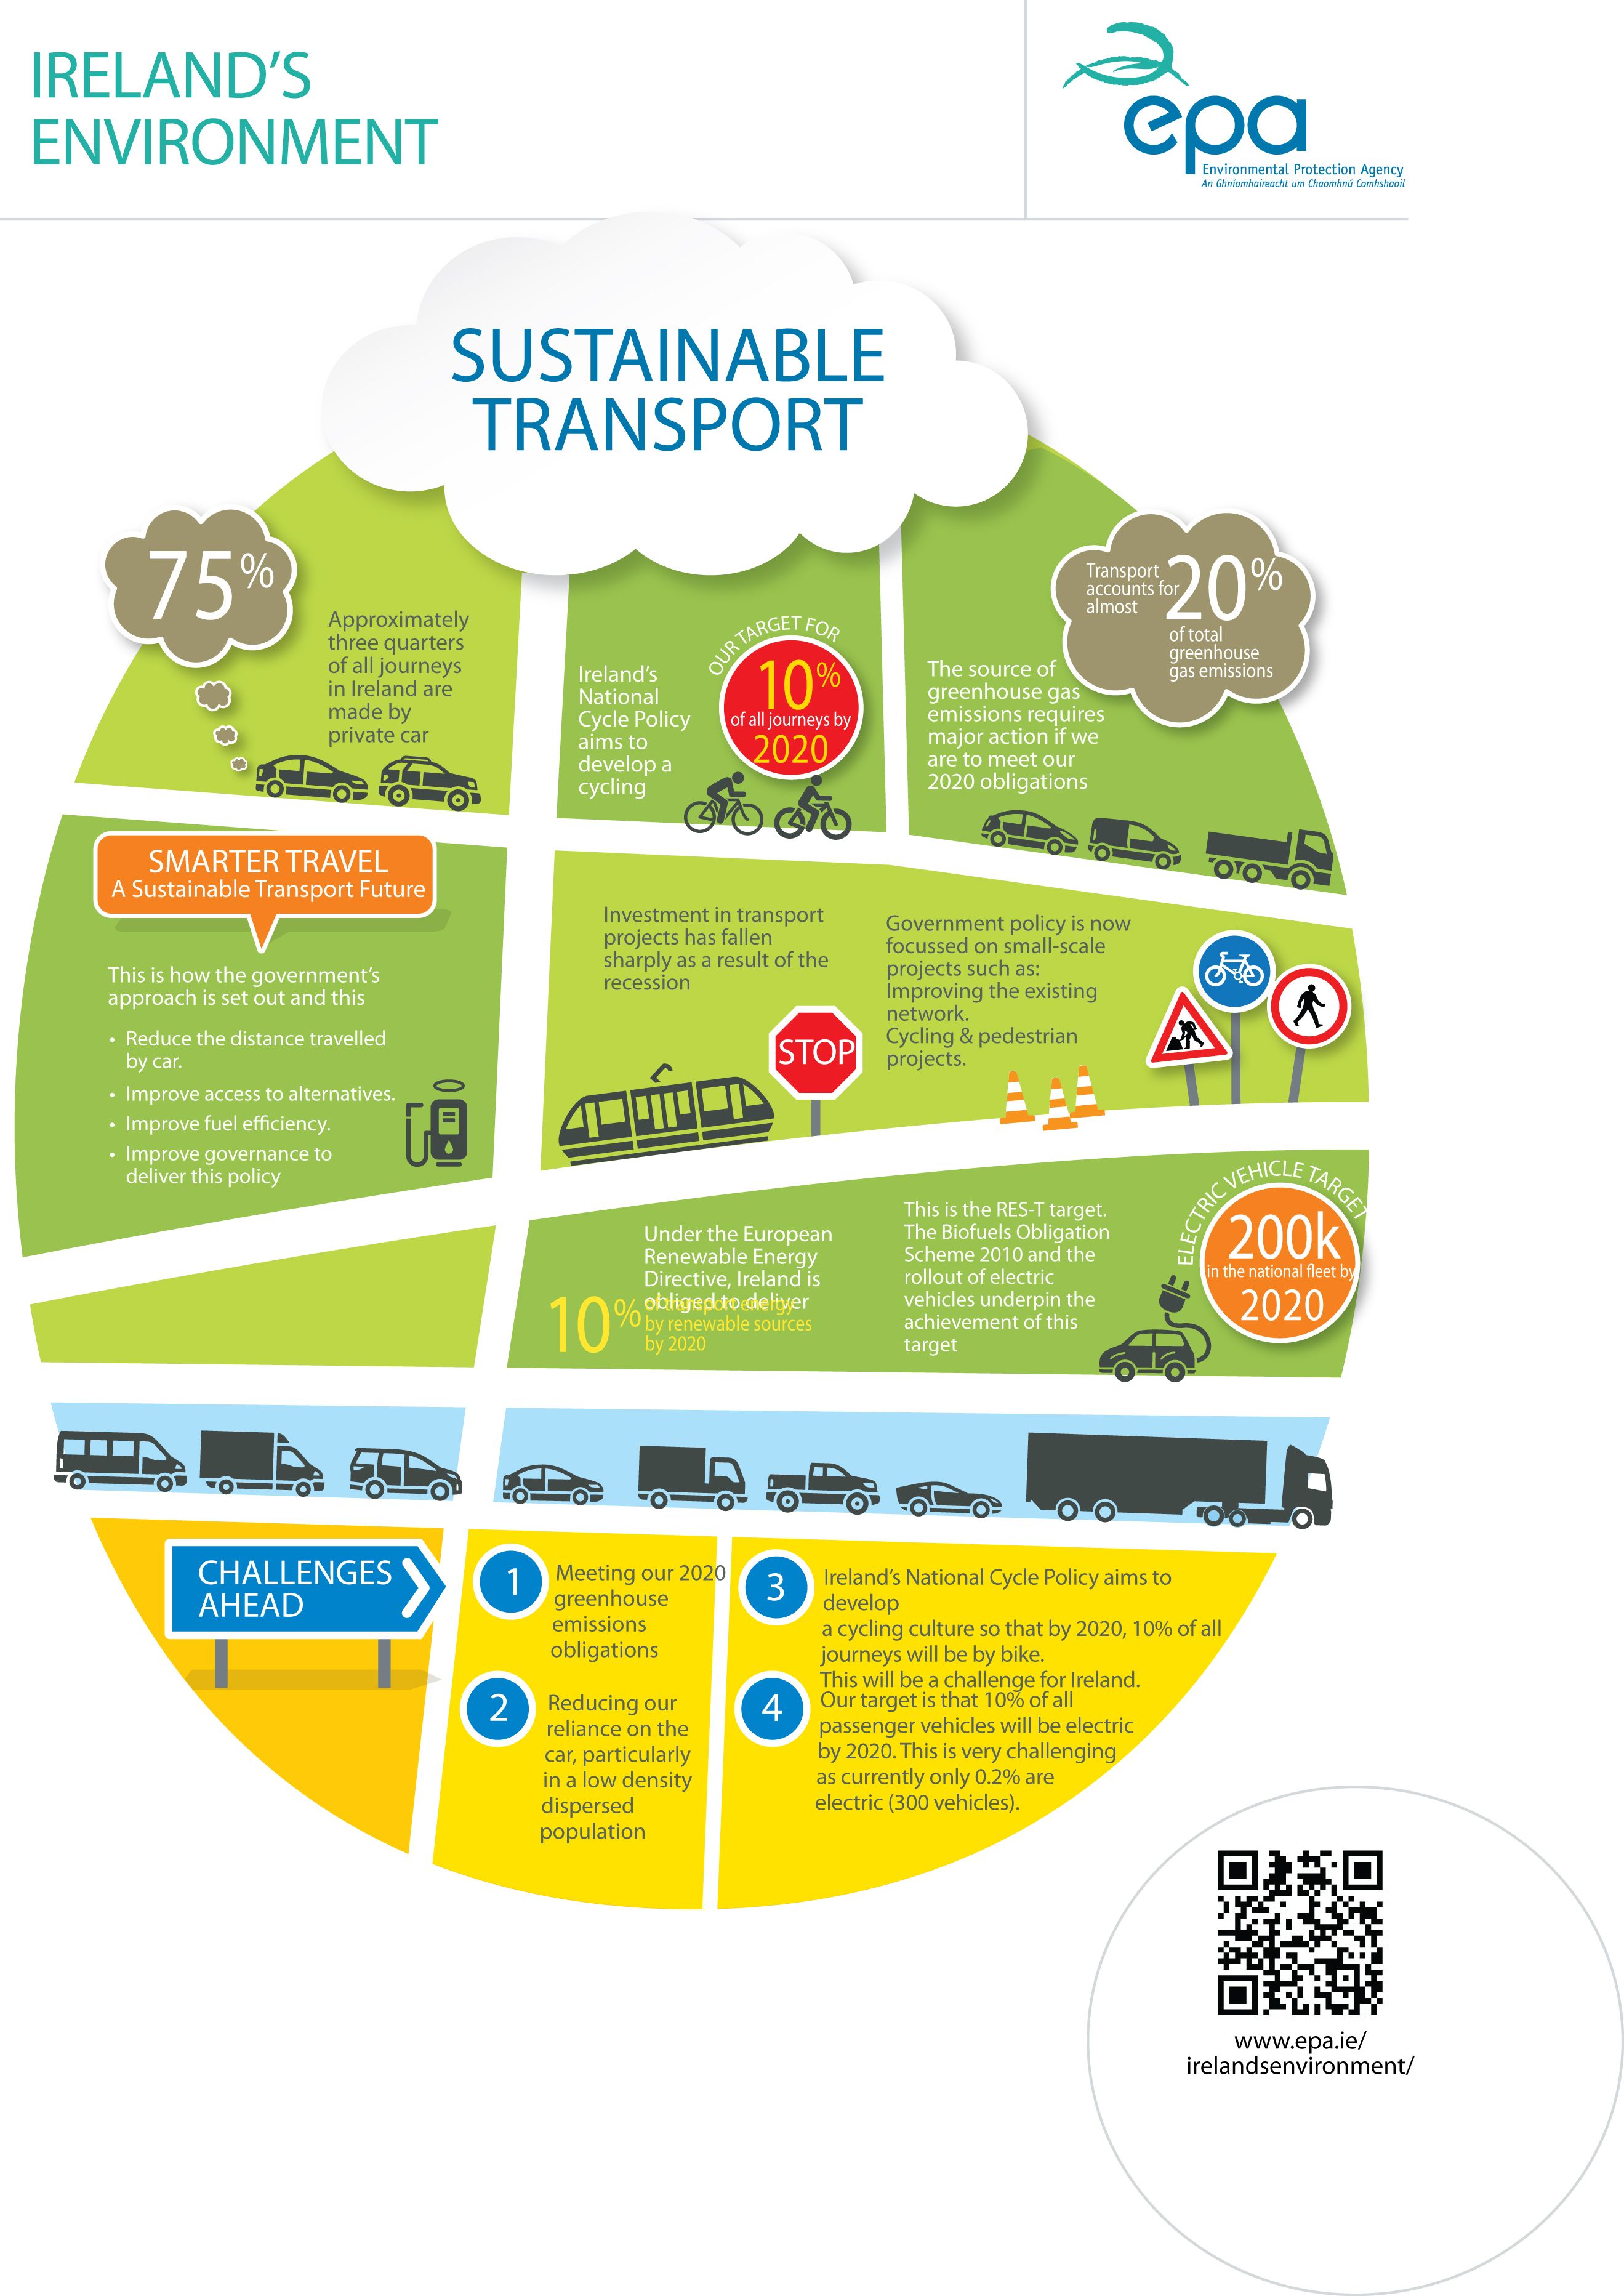 IRELAND'S
ENVIRONMENT
epa
Environmental Protection Agency
An Ghníomhaireacht um Chaomhnú Comhshaoil
SUSTAINABLE
TRANSPORT
75%
Approximately
three quarters
of all journeys
in Ireland are
made by
private car
Ireland's
National
Cycle Policy
aims to
develop a
cycling
OUR TARGET FOR
10%
of all journeys by
2020
The source of
greenhouse gas
emissions requires
major action if we
are to meet our
2020 obligations
Transport
accounts for
almost
20%
of total
greenhouse
gas emissions
SMARTER TRAVEL
A Sustainable Transport Future
This is how the government's
approach is set out and this
• Reduce the distance travelled
by car.
• Improve access to alternatives.
• Improve fuel efficiency.
• Improve governance to
deliver this policy
Investment in transport
projects has fallen
sharply as a result of the
recession
STOP
Government policy is now
focussed on small-scale
projects such as:
Improving the existing
network.
Cycling & pedestrian
projects.
Under the European
Renewable Energy
Directive, Ireland is
obliged to deliver
10%
of transport energy
by renewable sources
by 2020
This is the RES-T target.
The Biofuels Obligation
Scheme 2010 and the
rollout of electric
vehicles underpin the
achievement of this
target
ELECTRIC VEHICLE TARGET
200k
in the national fleet by
2020
CHALLENGES
AHEAD
1
Meeting our 2020
greenhouse
emissions
obligations
2
Reducing our
reliance on the
car, particularly
in a low density
dispersed
population
3
Ireland's National Cycle Policy aims to
develop
a cycling culture so that by 2020, 10% of all
journeys will be by bike.
This will be a challenge for Ireland.
4
Our target is that 10% of all
passenger vehicles will be electric
by 2020. This is very challenging
as currently only 0.2% are
electric (300 vehicles).
www.epa.ie/
irelandsenvironment/